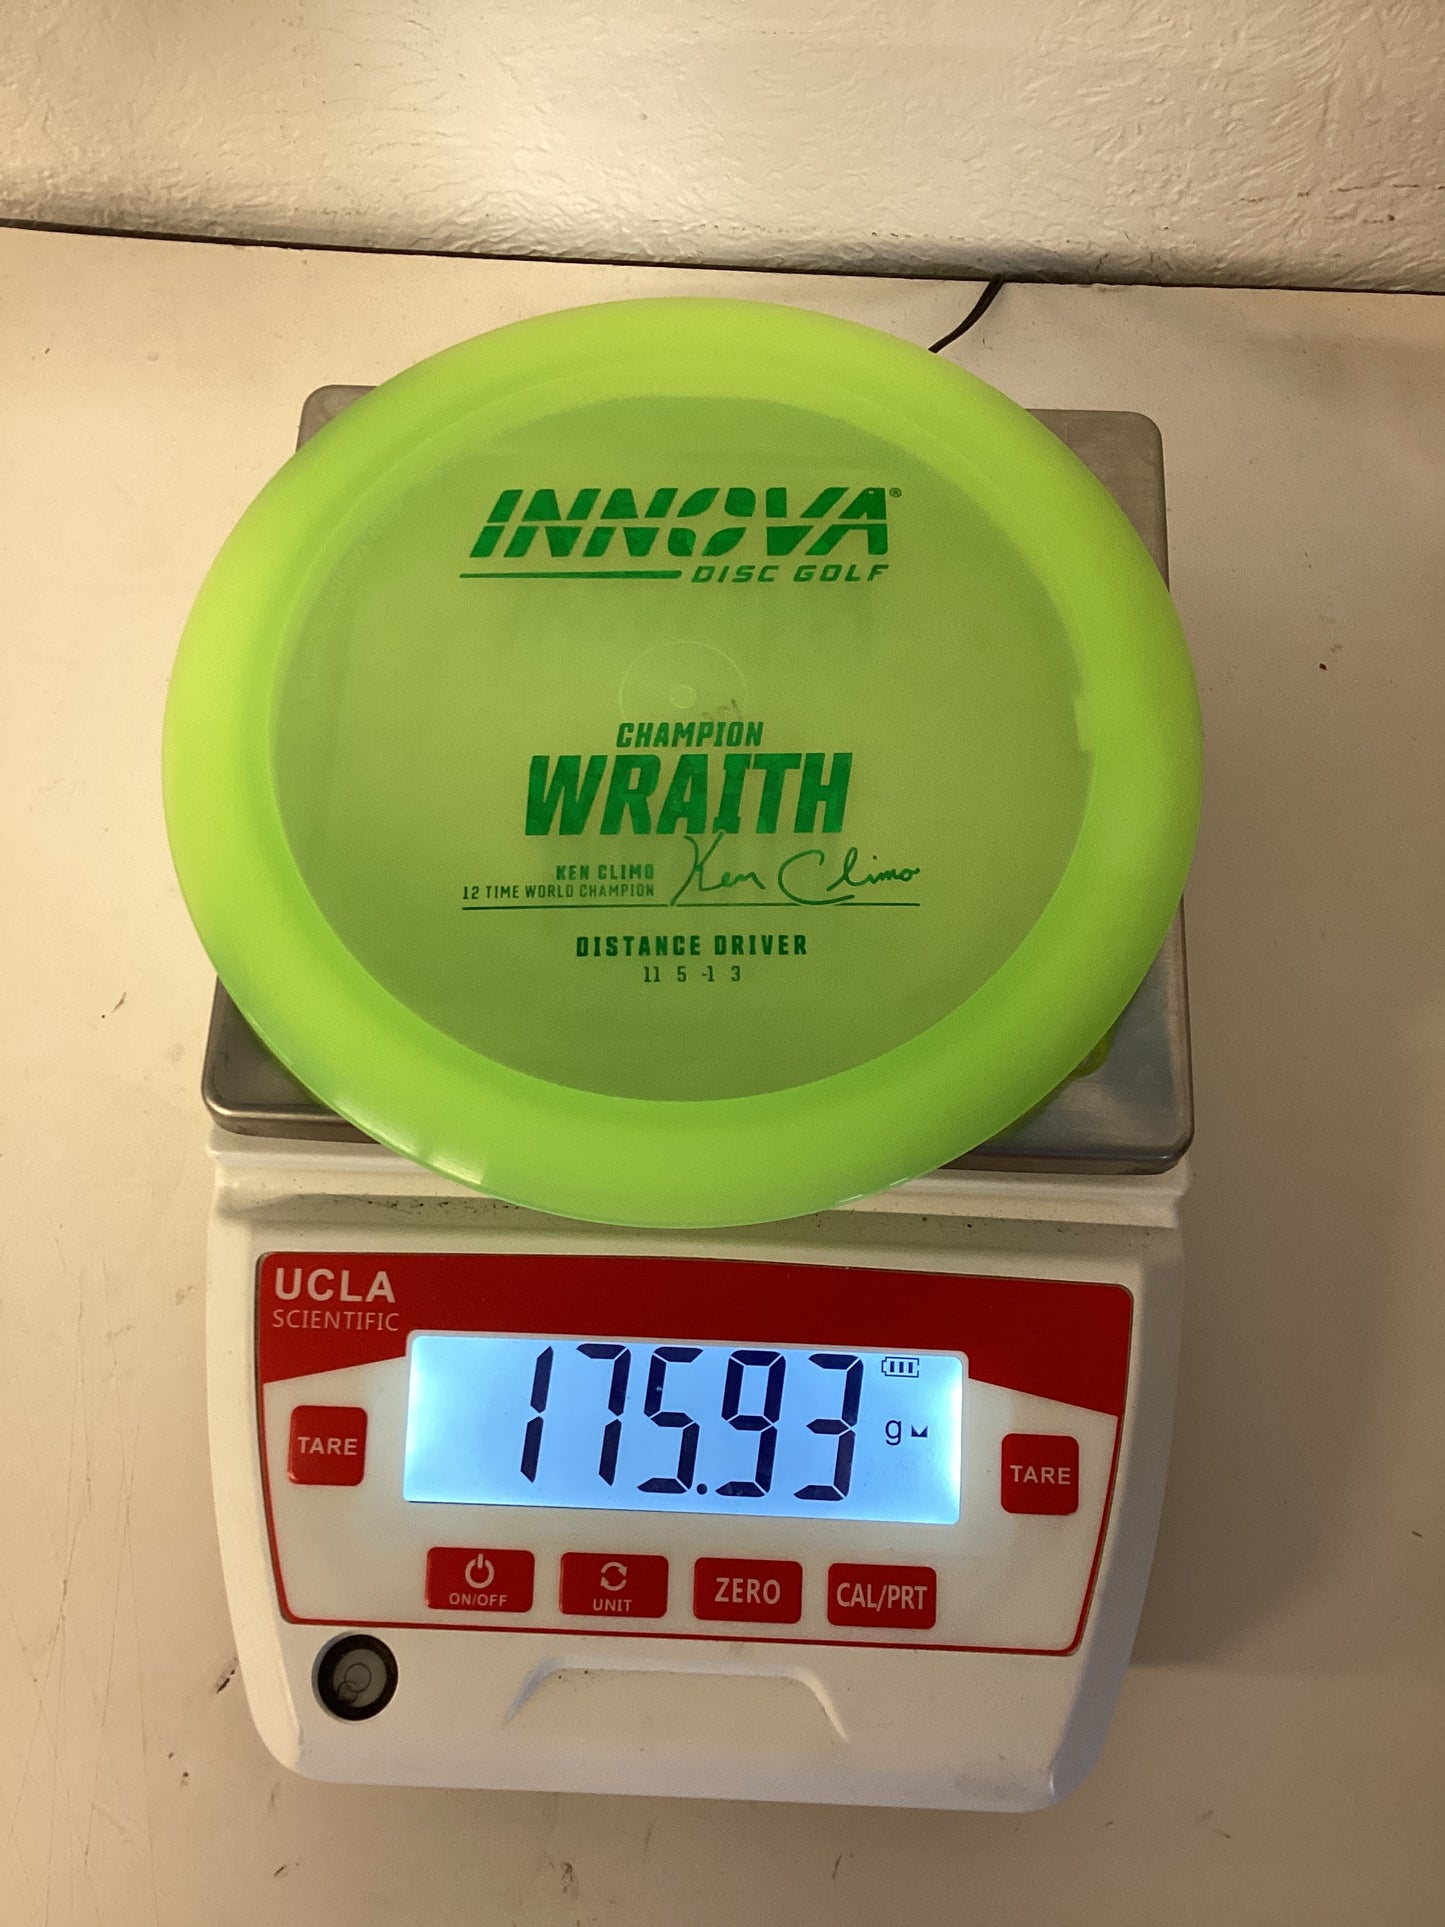 INNOVA®
DISC GOLF
CHAMPION
WRAITH
KEN CLIMO
12 TIME WORLD CHAMPION
Ken Climo
DISTANCE DRIVER
11 5 -1 3
UCLA
SCIENTIFIC
175.93 g
TARE
TARE
ON/OFF
UNIT
ZERO
CAL/PRT